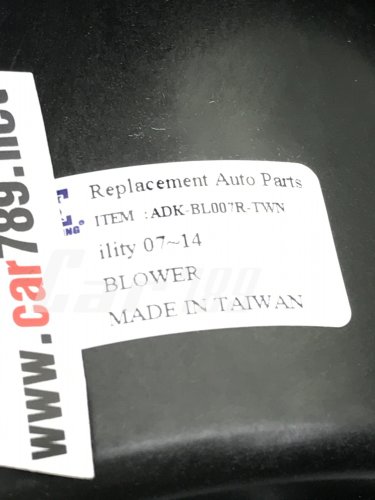 Replacement Auto Parts
ITEM : ADK-BL007R-TWN
ility 07~14
BLOWER
MADE IN TAIWAN
www.car789.net